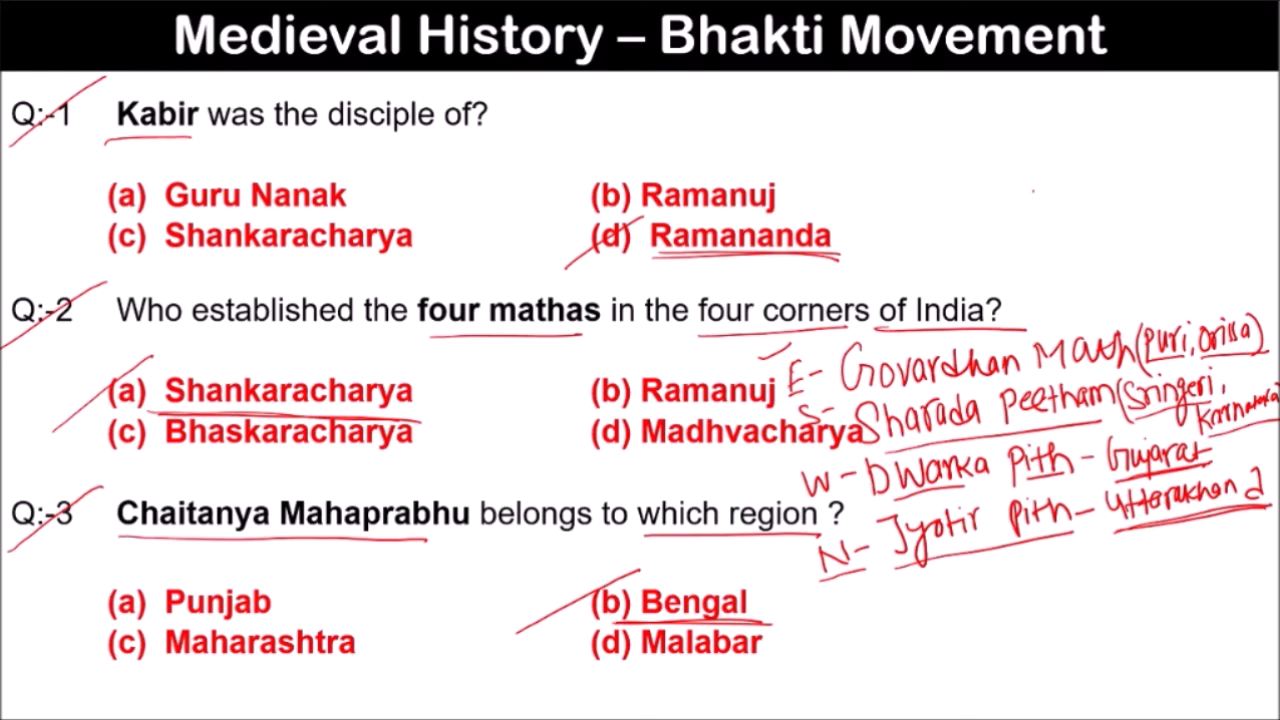 Medieval History – Bhakti Movement
Q:-1 Kabir was the disciple of?
(a) Guru Nanak (b) Ramanuj
(c) Shankaracharya (d) Ramananda
Q:-2 Who established the four mathas in the four corners of India?
(a) Shankaracharya (b) Ramanuj
(c) Bhaskaracharya (d) Madhvacharya
E- Govardhan Math (Puri, Orissa)
S- Sharada Peetham (Sringeri,
Karnataka
W- Dwarka Pith - Gujarat
N- Jyotir Pith - Uttarakhand
Q:-3 Chaitanya Mahaprabhu belongs to which region ?
(a) Punjab (b) Bengal
(c) Maharashtra (d) Malabar